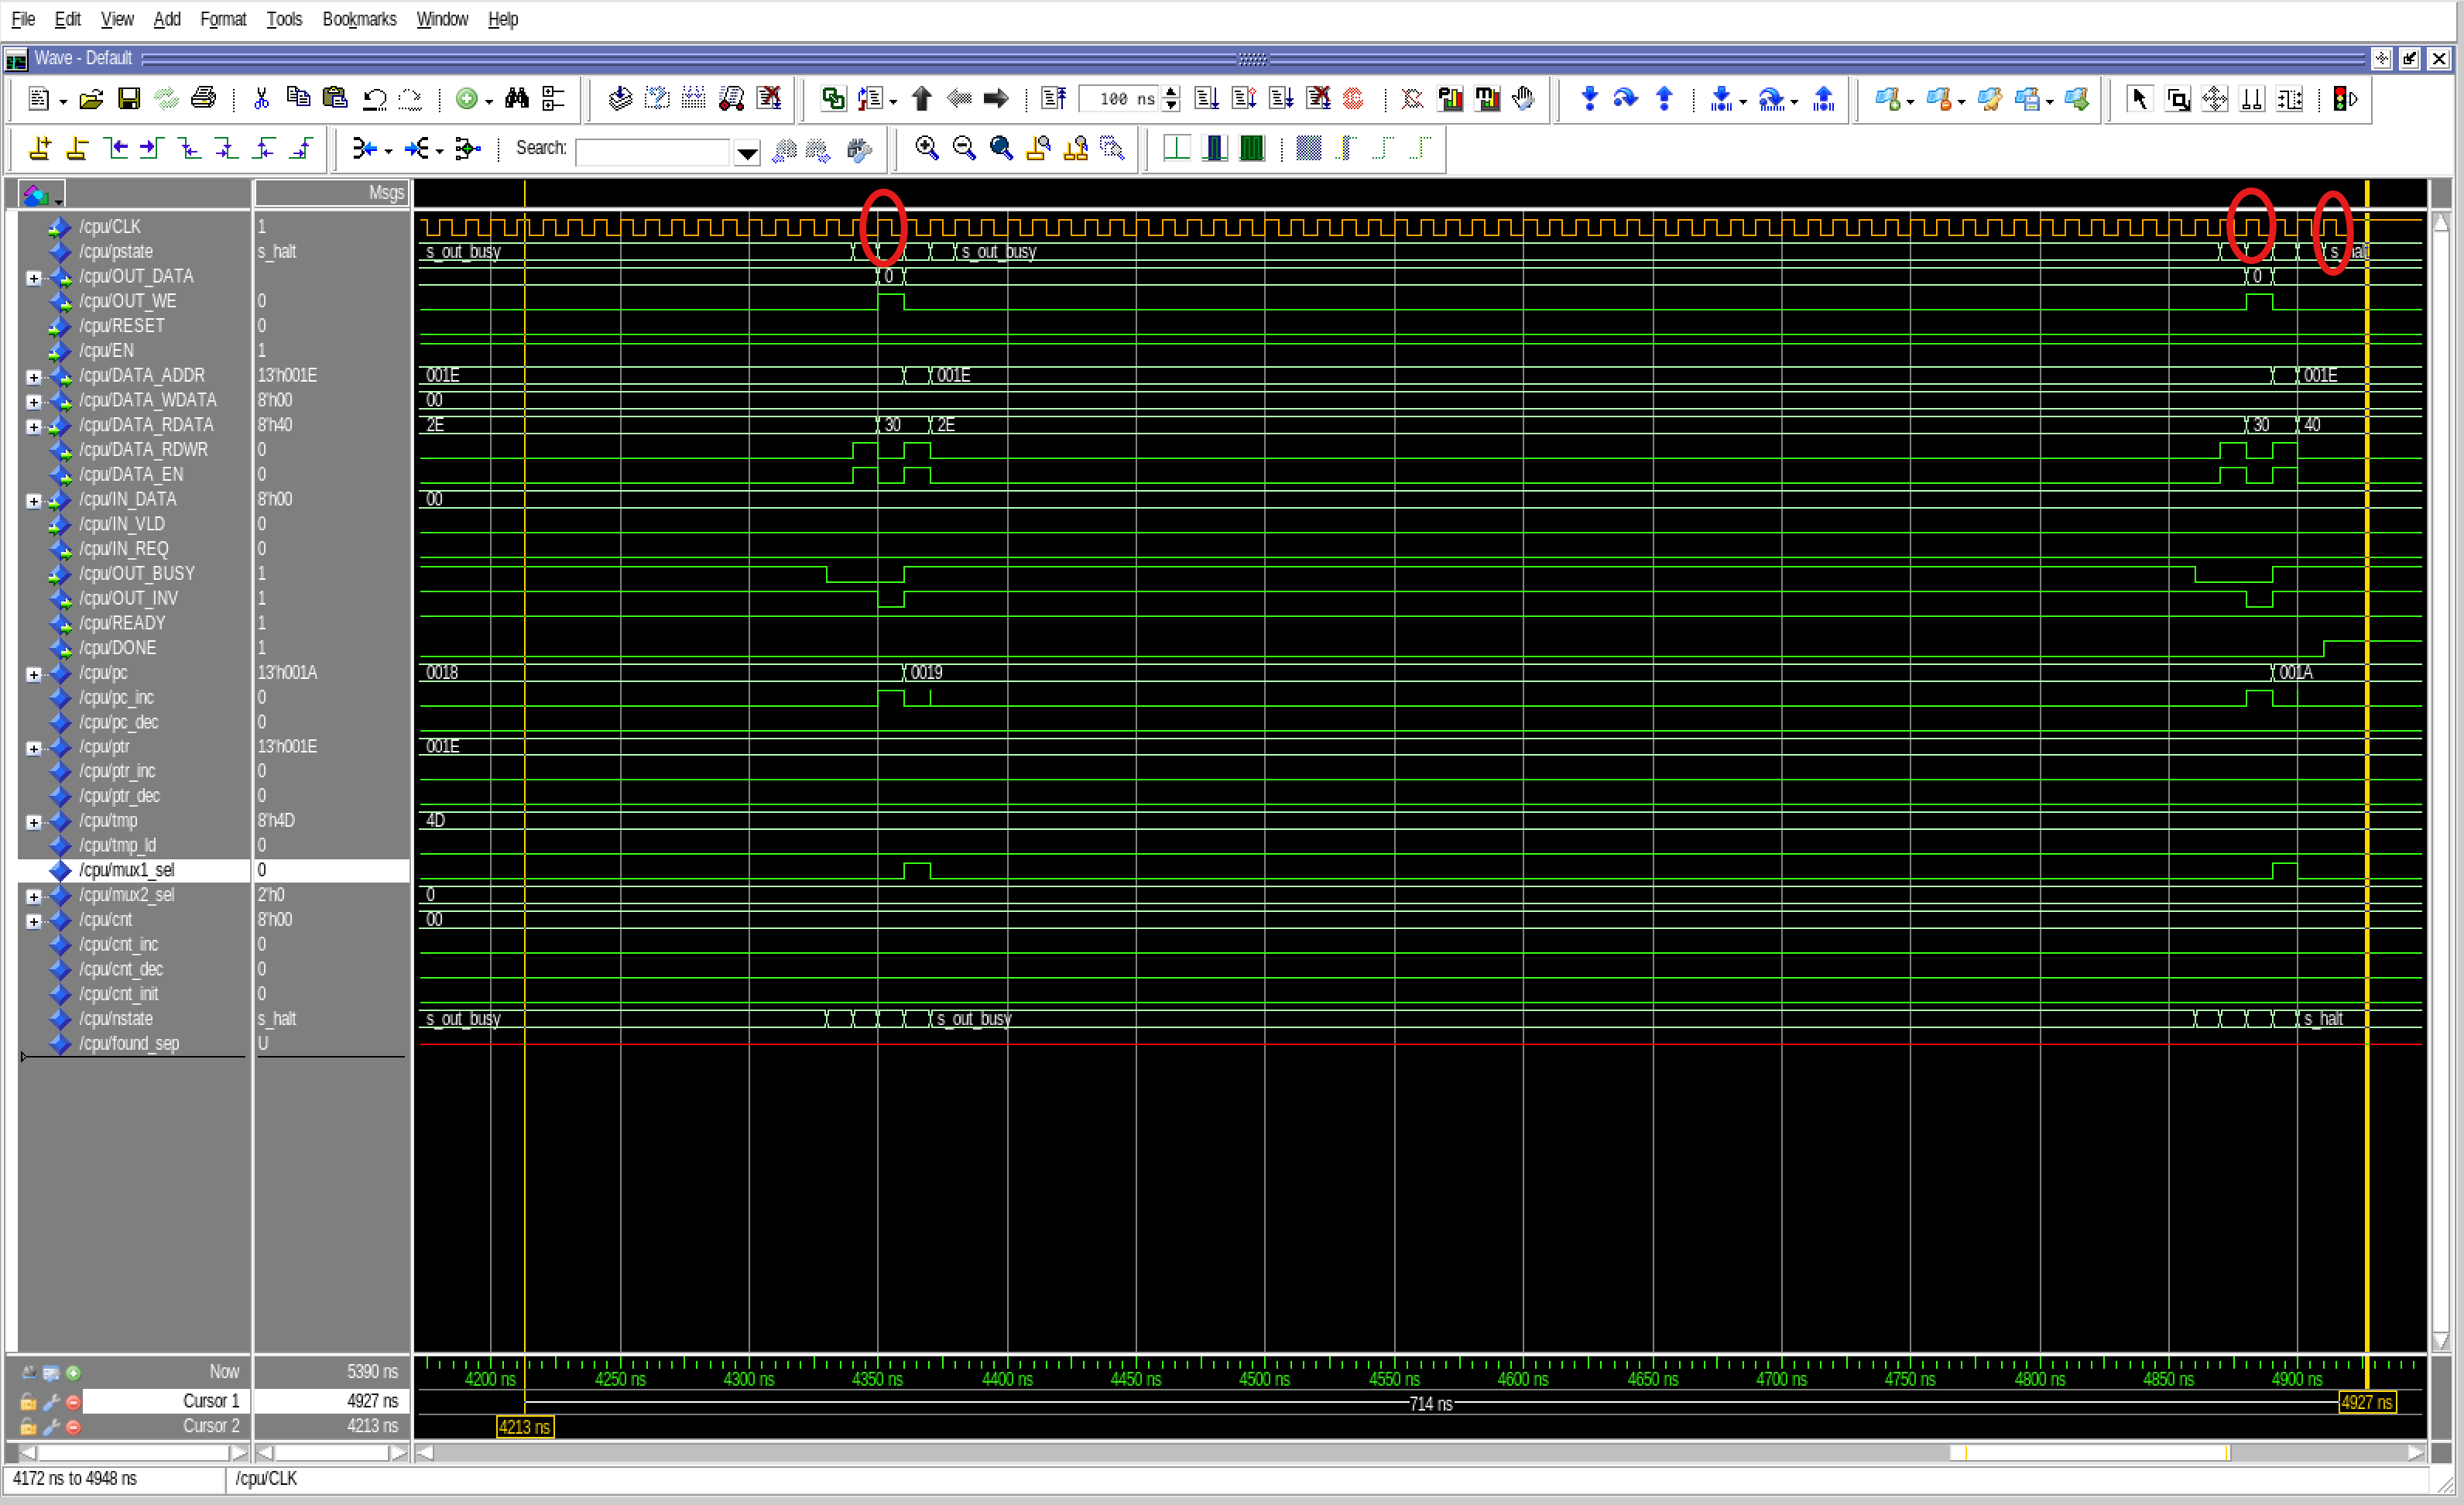 File Edit View Add Format Tools Bookmarks Window Help
Wave - Default
100 ns
Search:
Msgs
/cpu/CLK 1
/cpu/pstate s_halt s_out_busy s_out_busy s_halt
/cpu/OUT_DATA 0 0
/cpu/OUT_WE 0
/cpu/RESET 0
/cpu/EN 1
/cpu/DATA_ADDR 13'h001E 001E 001E 001E
/cpu/DATA_WDATA 8'h00 00
/cpu/DATA_RDATA 8'h40 2E 30 2E 30 40
/cpu/DATA_RDWR 0
/cpu/DATA_EN 0
/cpu/IN_DATA 8'h00 00
/cpu/IN_VLD 0
/cpu/IN_REQ 0
/cpu/OUT_BUSY 1
/cpu/OUT_INV 1
/cpu/READY 1
/cpu/DONE 1
/cpu/pc 13'h001A 0018 0019 001A
/cpu/pc_inc 0
/cpu/pc_dec 0
/cpu/ptr 13'h001E 001E
/cpu/ptr_inc 0
/cpu/ptr_dec 0
/cpu/tmp 8'h4D 4D
/cpu/tmp_ld 0
/cpu/mux1_sel 0
/cpu/mux2_sel 2'h0 0
/cpu/cnt 8'h00 00
/cpu/cnt_inc 0
/cpu/cnt_dec 0
/cpu/cnt_init 0
/cpu/nstate s_halt s_out_busy s_out_busy s_halt
/cpu/found_sep U
Now 5390 ns 4200 ns 4250 ns 4300 ns 4350 ns 4400 ns 4450 ns 4500 ns 4550 ns 4600 ns 4650 ns 4700 ns 4750 ns 4800 ns 4850 ns 4900 ns
Cursor 1 4927 ns 714 ns 4927 ns
Cursor 2 4213 ns 4213 ns
4172 ns to 4948 ns /cpu/CLK